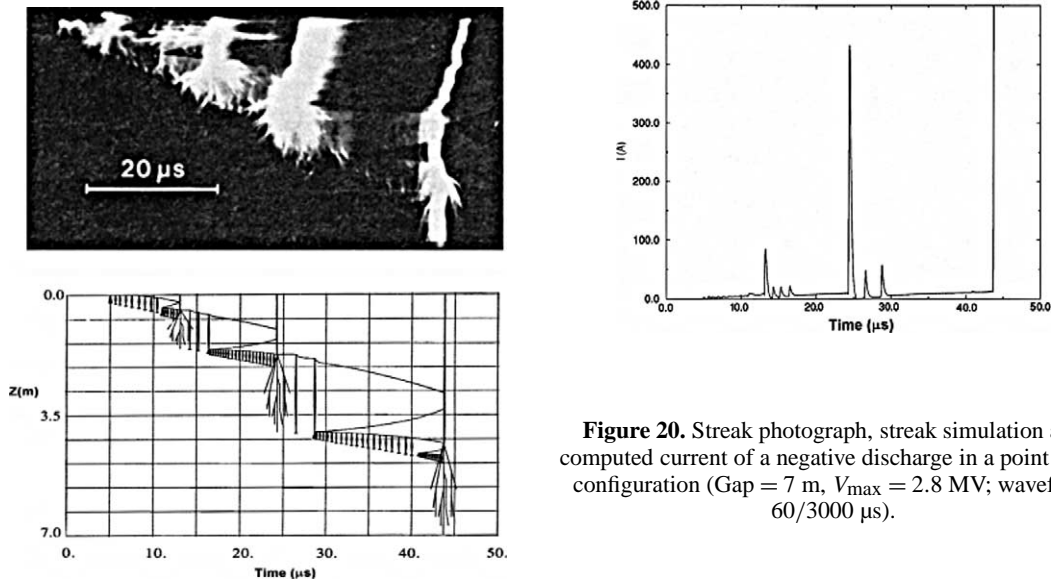 20 µs
0.0
Z(m)
3.5
7.0
0. 10. 20. 30. 40. 50.
Time (µs)
500.0
400.0
300.0
I (A)
200.0
100.0
0.0
0.0 10.0 20.0 30.0 40.0 50.0
Time (µs)
Figure 20. Streak photograph, streak simulation a
computed current of a negative discharge in a point
configuration (Gap = 7 m, Vmax = 2.8 MV; wavef
60/3000 µs).